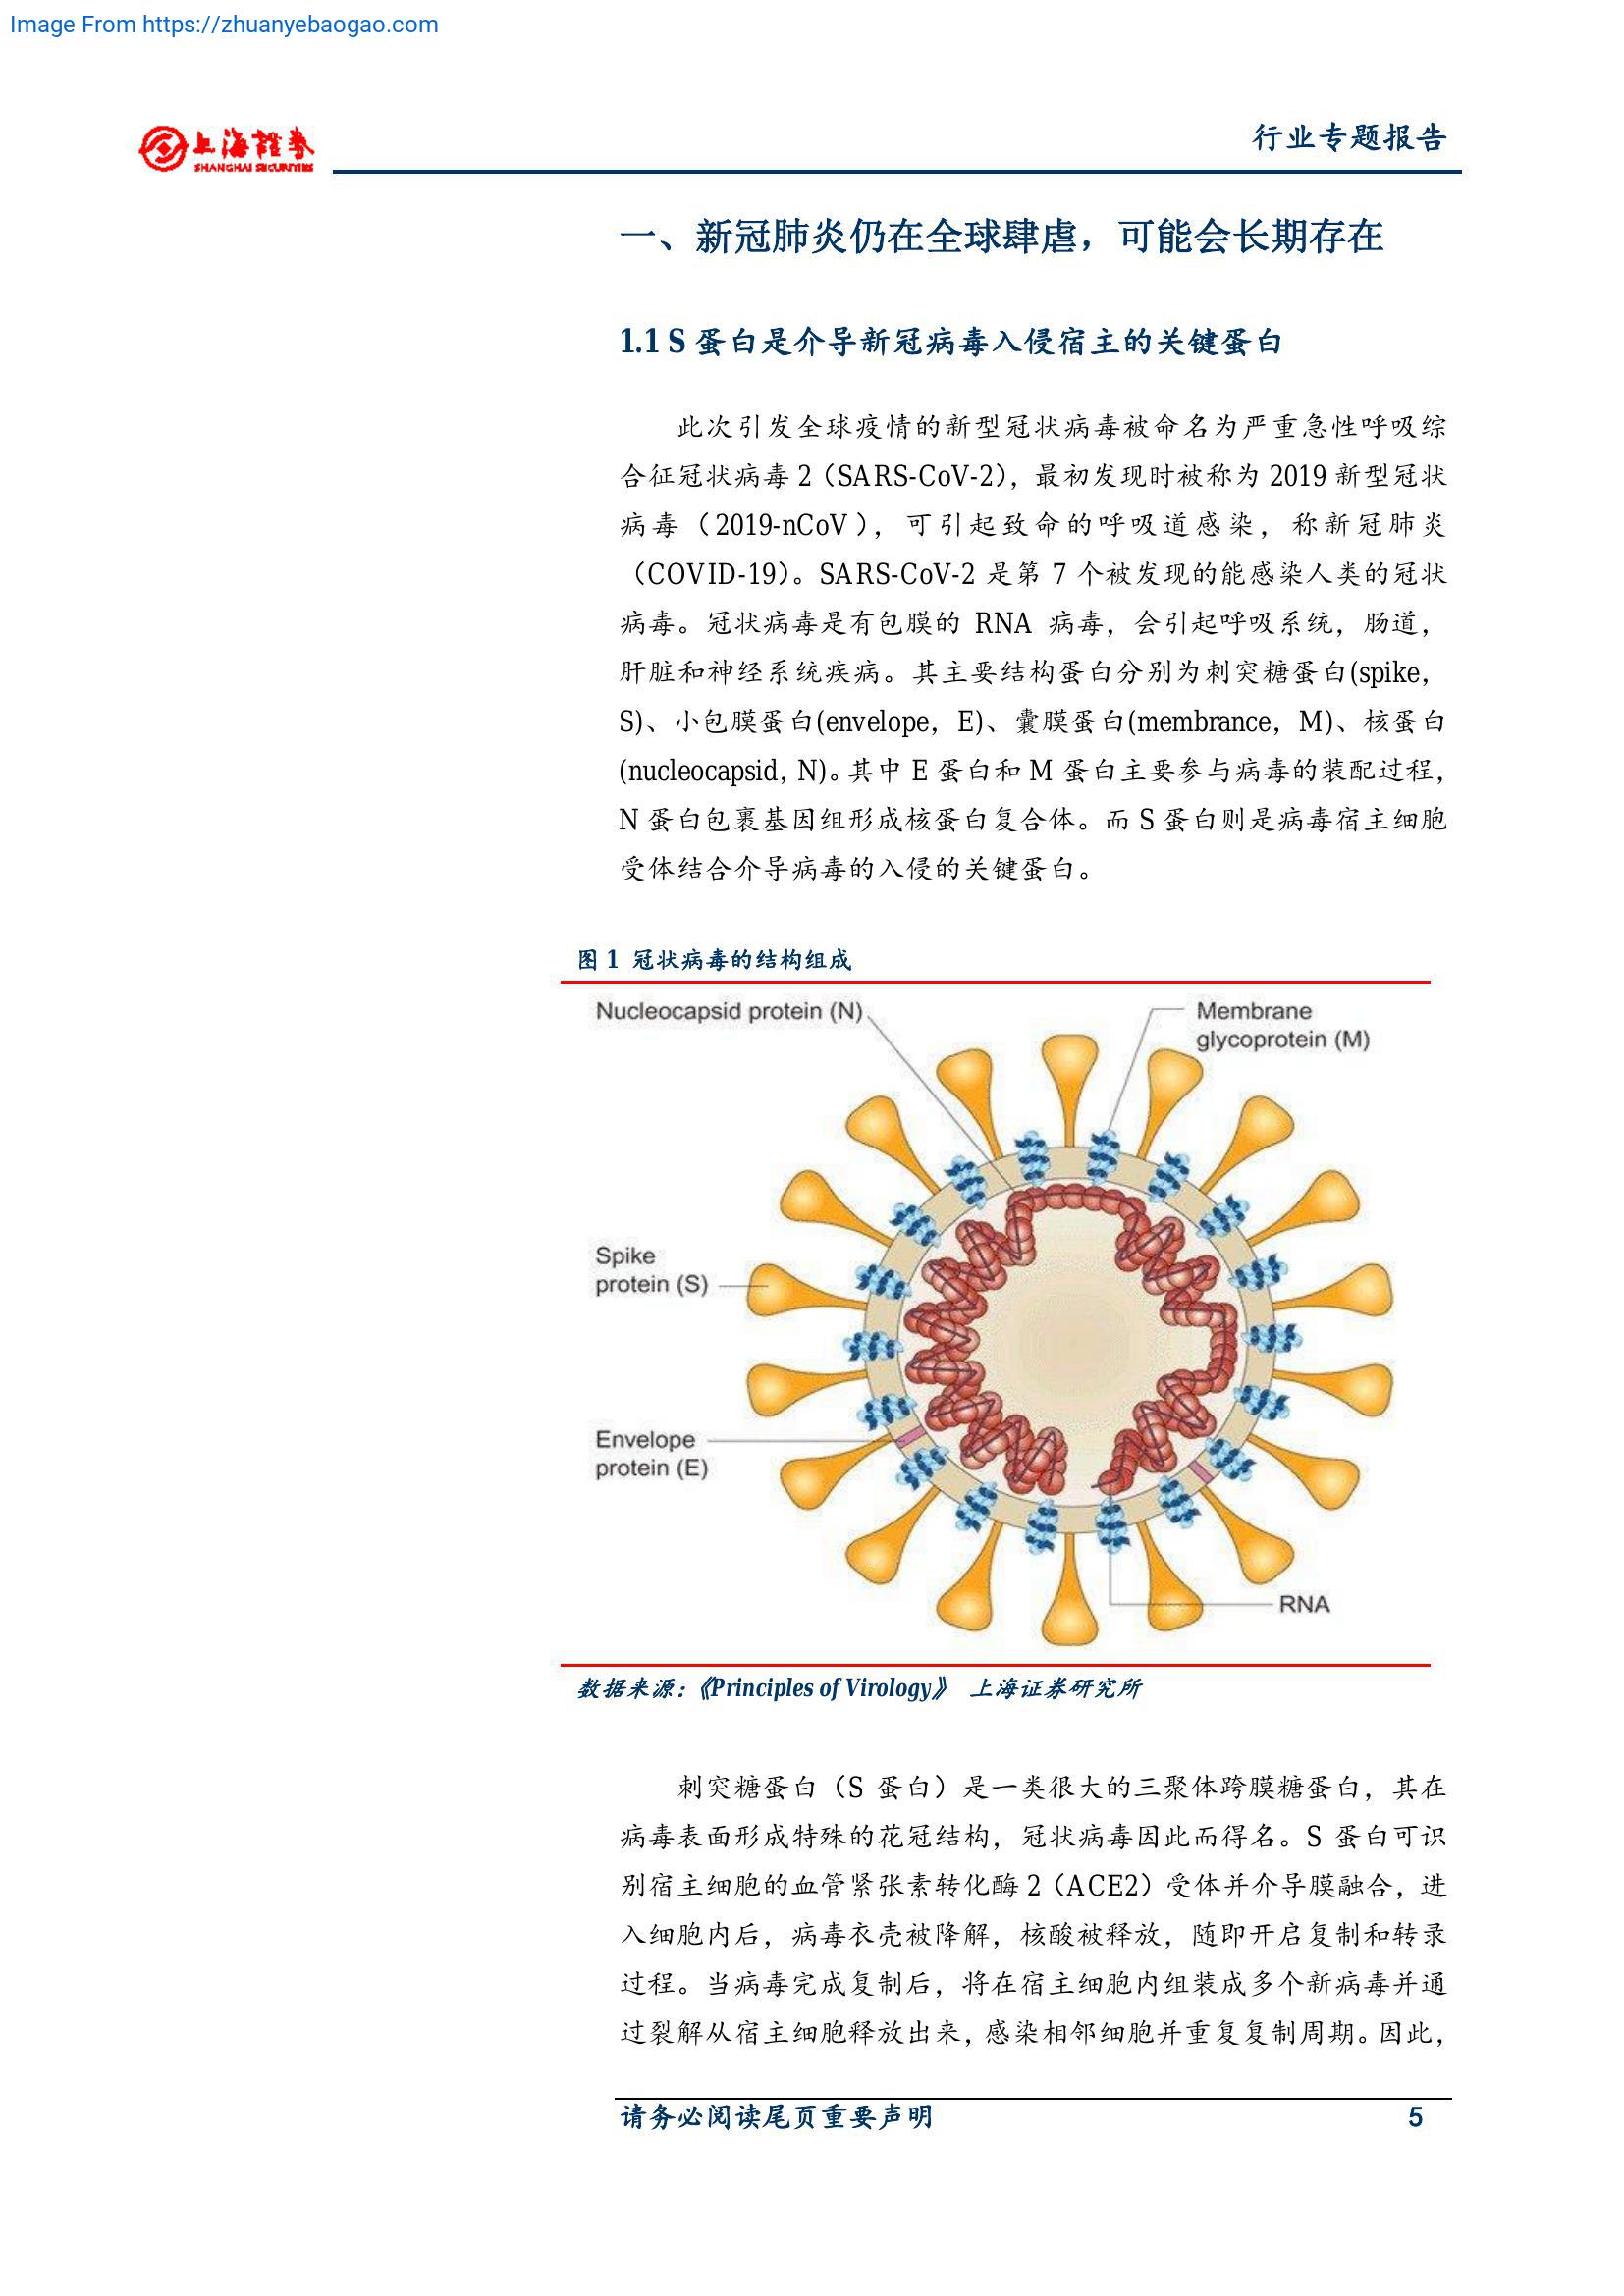 Image From https://zhuanyebaogao.com
上海證券
SHANGHAI SECURITIES
行业专题报告
一、新冠肺炎仍在全球肆虐，可能会长期存在
1.1 S 蛋白是介导新冠病毒入侵宿主的关键蛋白
此次引发全球疫情的新型冠状病毒被命名为严重急性呼吸综
合征冠状病毒 2（SARS-CoV-2），最初发现时被称为 2019 新型冠状
病毒（2019-nCoV），可引起致命的呼吸道感染，称新冠肺炎
（COVID-19）。SARS-CoV-2 是第 7 个被发现的能感染人类的冠状
病毒。冠状病毒是有包膜的 RNA 病毒，会引起呼吸系统，肠道，
肝脏和神经系统疾病。其主要结构蛋白分别为刺突糖蛋白(spike，
S)、小包膜蛋白(envelope，E)、囊膜蛋白(membrance，M)、核蛋白
(nucleocapsid，N)。其中 E 蛋白和 M 蛋白主要参与病毒的装配过程，
N 蛋白包裹基因组形成核蛋白复合体。而 S 蛋白则是病毒宿主细胞
受体结合介导病毒的入侵的关键蛋白。
图 1 冠状病毒的结构组成
Nucleocapsid protein (N)
Membrane
glycoprotein (M)
Spike
protein (S)
Envelope
protein (E)
RNA
数据来源：《Principles of Virology》 上海证券研究所
刺突糖蛋白（S 蛋白）是一类很大的三聚体跨膜糖蛋白，其在
病毒表面形成特殊的花冠结构，冠状病毒因此而得名。S 蛋白可识
别宿主细胞的血管紧张素转化酶 2（ACE2）受体并介导膜融合，进
入细胞内后，病毒衣壳被降解，核酸被释放，随即开启复制和转录
过程。当病毒完成复制后，将在宿主细胞内组装成多个新病毒并通
过裂解从宿主细胞释放出来，感染相邻细胞并重复复制周期。因此，
请务必阅读尾页重要声明
5